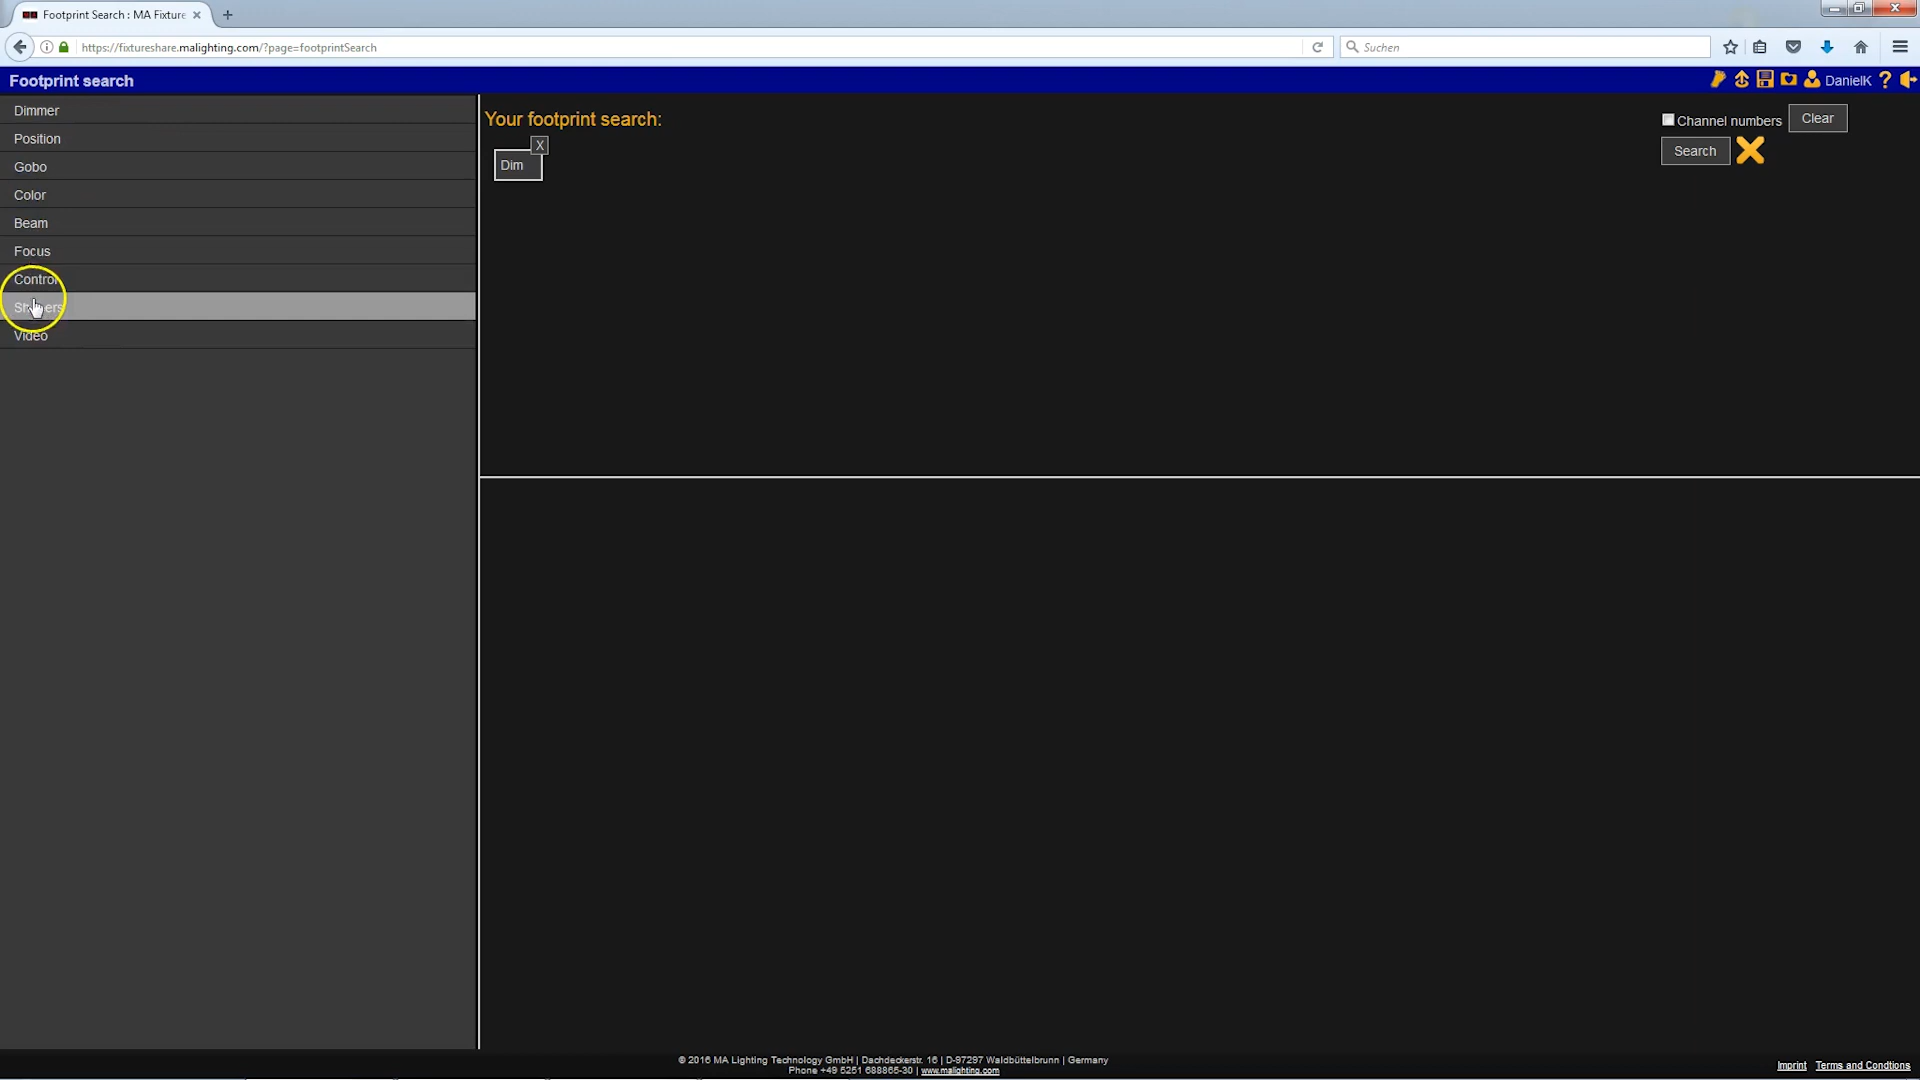 Footprint Search : MA Fixture
https://fixtureshare.malighting.com/?page=footprintSearch
Suchen
Footprint search
DanielK
Dimmer
Position
Gobo
Color
Beam
Focus
Control
Video
Your footprint search:
X
Dim
Channel numbers
Clear
Search
© 2016 MA Lighting Technology GmbH | Dachdeckerstr. 16 | D-97297 Waldbüttelbrunn | Germany
Phone +49 5251 688865-30 | www.malighting.com
Imprint
Terms and Condtions